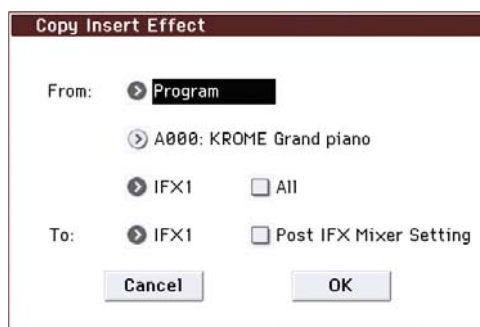 Copy Insert Effect
From: Program
A000: KROME Grand piano
IFX1 All
To: IFX1 Post IFX Mixer Setting
Cancel OK